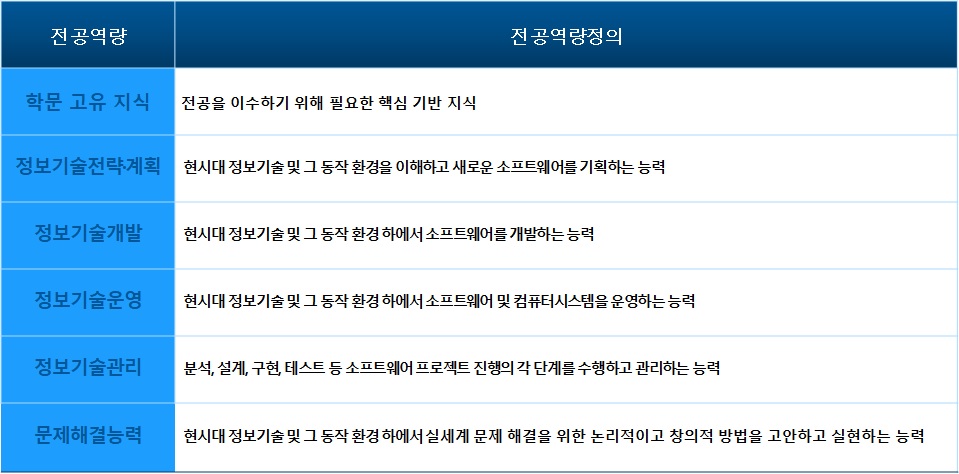 전공역량 전공역량정의
학문 고유 지식 전공을 이수하기 위해 필요한 핵심 기반 지식
정보기술전략계획 현시대 정보기술 및 그 동작 환경을 이해하고 새로운 소프트웨어를 기획하는 능력
정보기술개발 현시대 정보기술 및 그 동작 환경 하에서 소프트웨어를 개발하는 능력
정보기술운영 현시대 정보기술 및 그 동작 환경 하에서 소프트웨어 및 컴퓨터시스템을 운영하는 능력
정보기술관리 분석, 설계, 구현, 테스트 등 소프트웨어 프로젝트 진행의 각 단계를 수행하고 관리하는 능력
문제해결능력 현시대 정보기술 및 그 동작 환경 하에서 실세계 문제 해결을 위한 논리적이고 창의적 방법을 고안하고 실현하는 능력